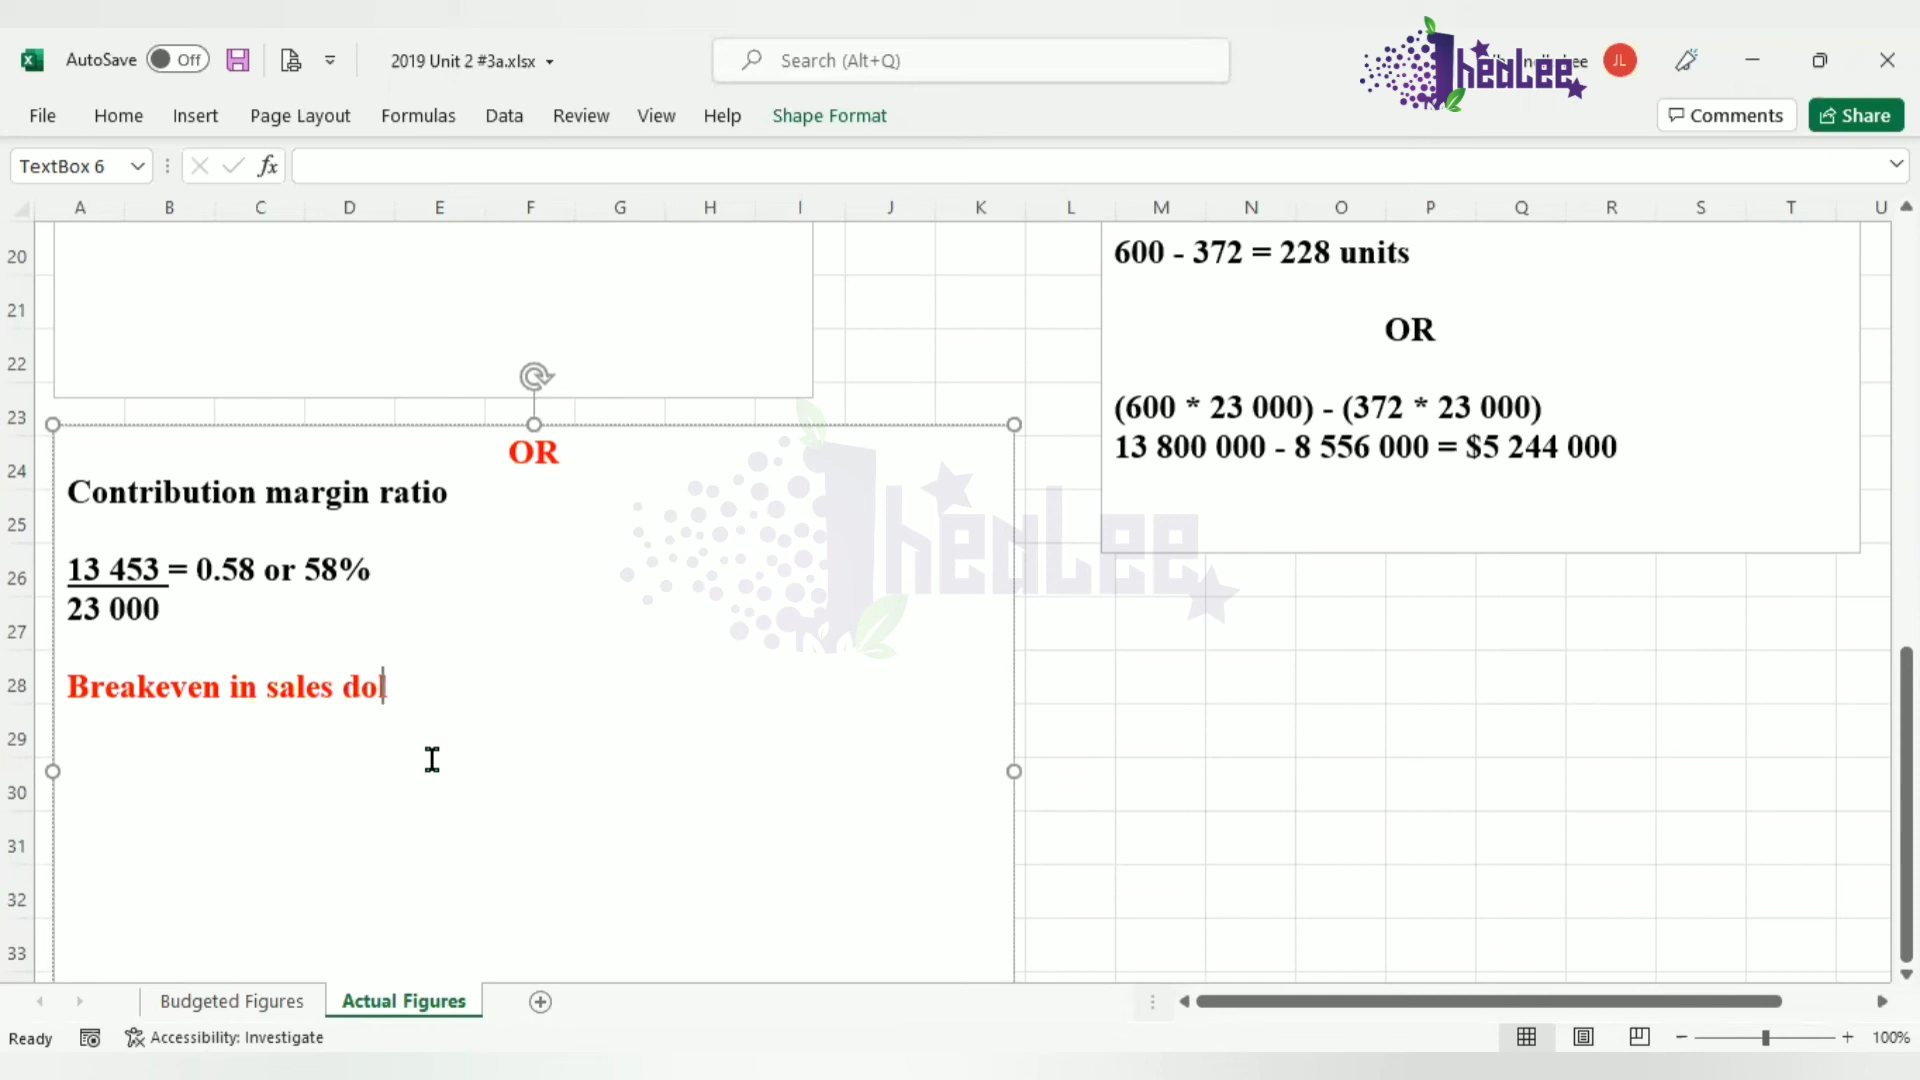 AutoSave Off 2019 Unit 2 #3a.xlsx Search (Alt+Q) JL
1hedLee
File Home Insert Page Layout Formulas Data Review View Help Shape Format Comments Share
TextBox 6 fx
A B C D E F G H I J K L M N O P Q R S T U
20
21
22
23
24
25
26
27
28
29
30
31
32
33
600 - 372 = 228 units
OR
(600 * 23 000) - (372 * 23 000)
13 800 000 - 8 556 000 = $5 244 000
OR
Contribution margin ratio
13 453 = 0.58 or 58%
23 000
Breakeven in sales dol
1hedLee
Budgeted Figures Actual Figures
Ready Accessibility: Investigate 100%